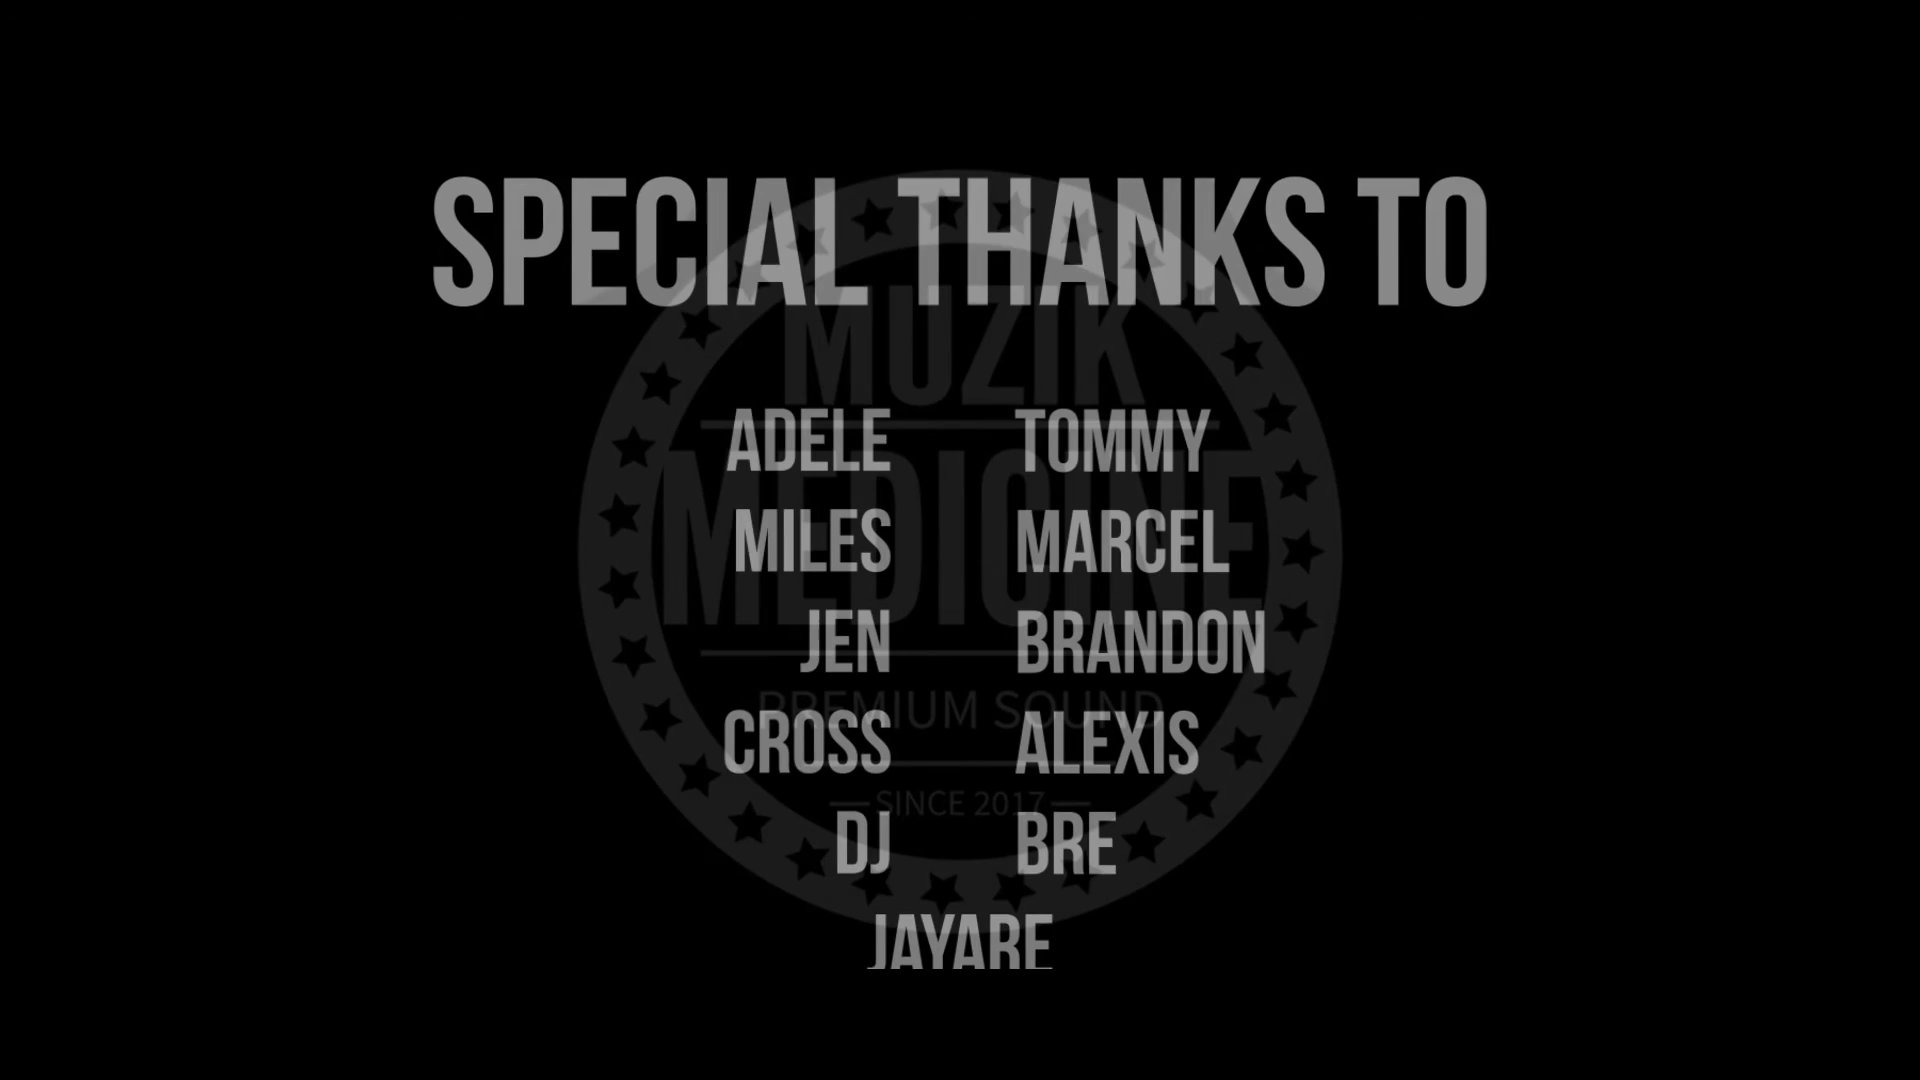 SPECIAL THANKS TO
MUZIK
MEDICINE
PREMIUM SOUND
SINCE 2017
ADELE TOMMY
MILES MARCEL
JEN BRANDON
CROSS ALEXIS
DJ BRE
JAYARE